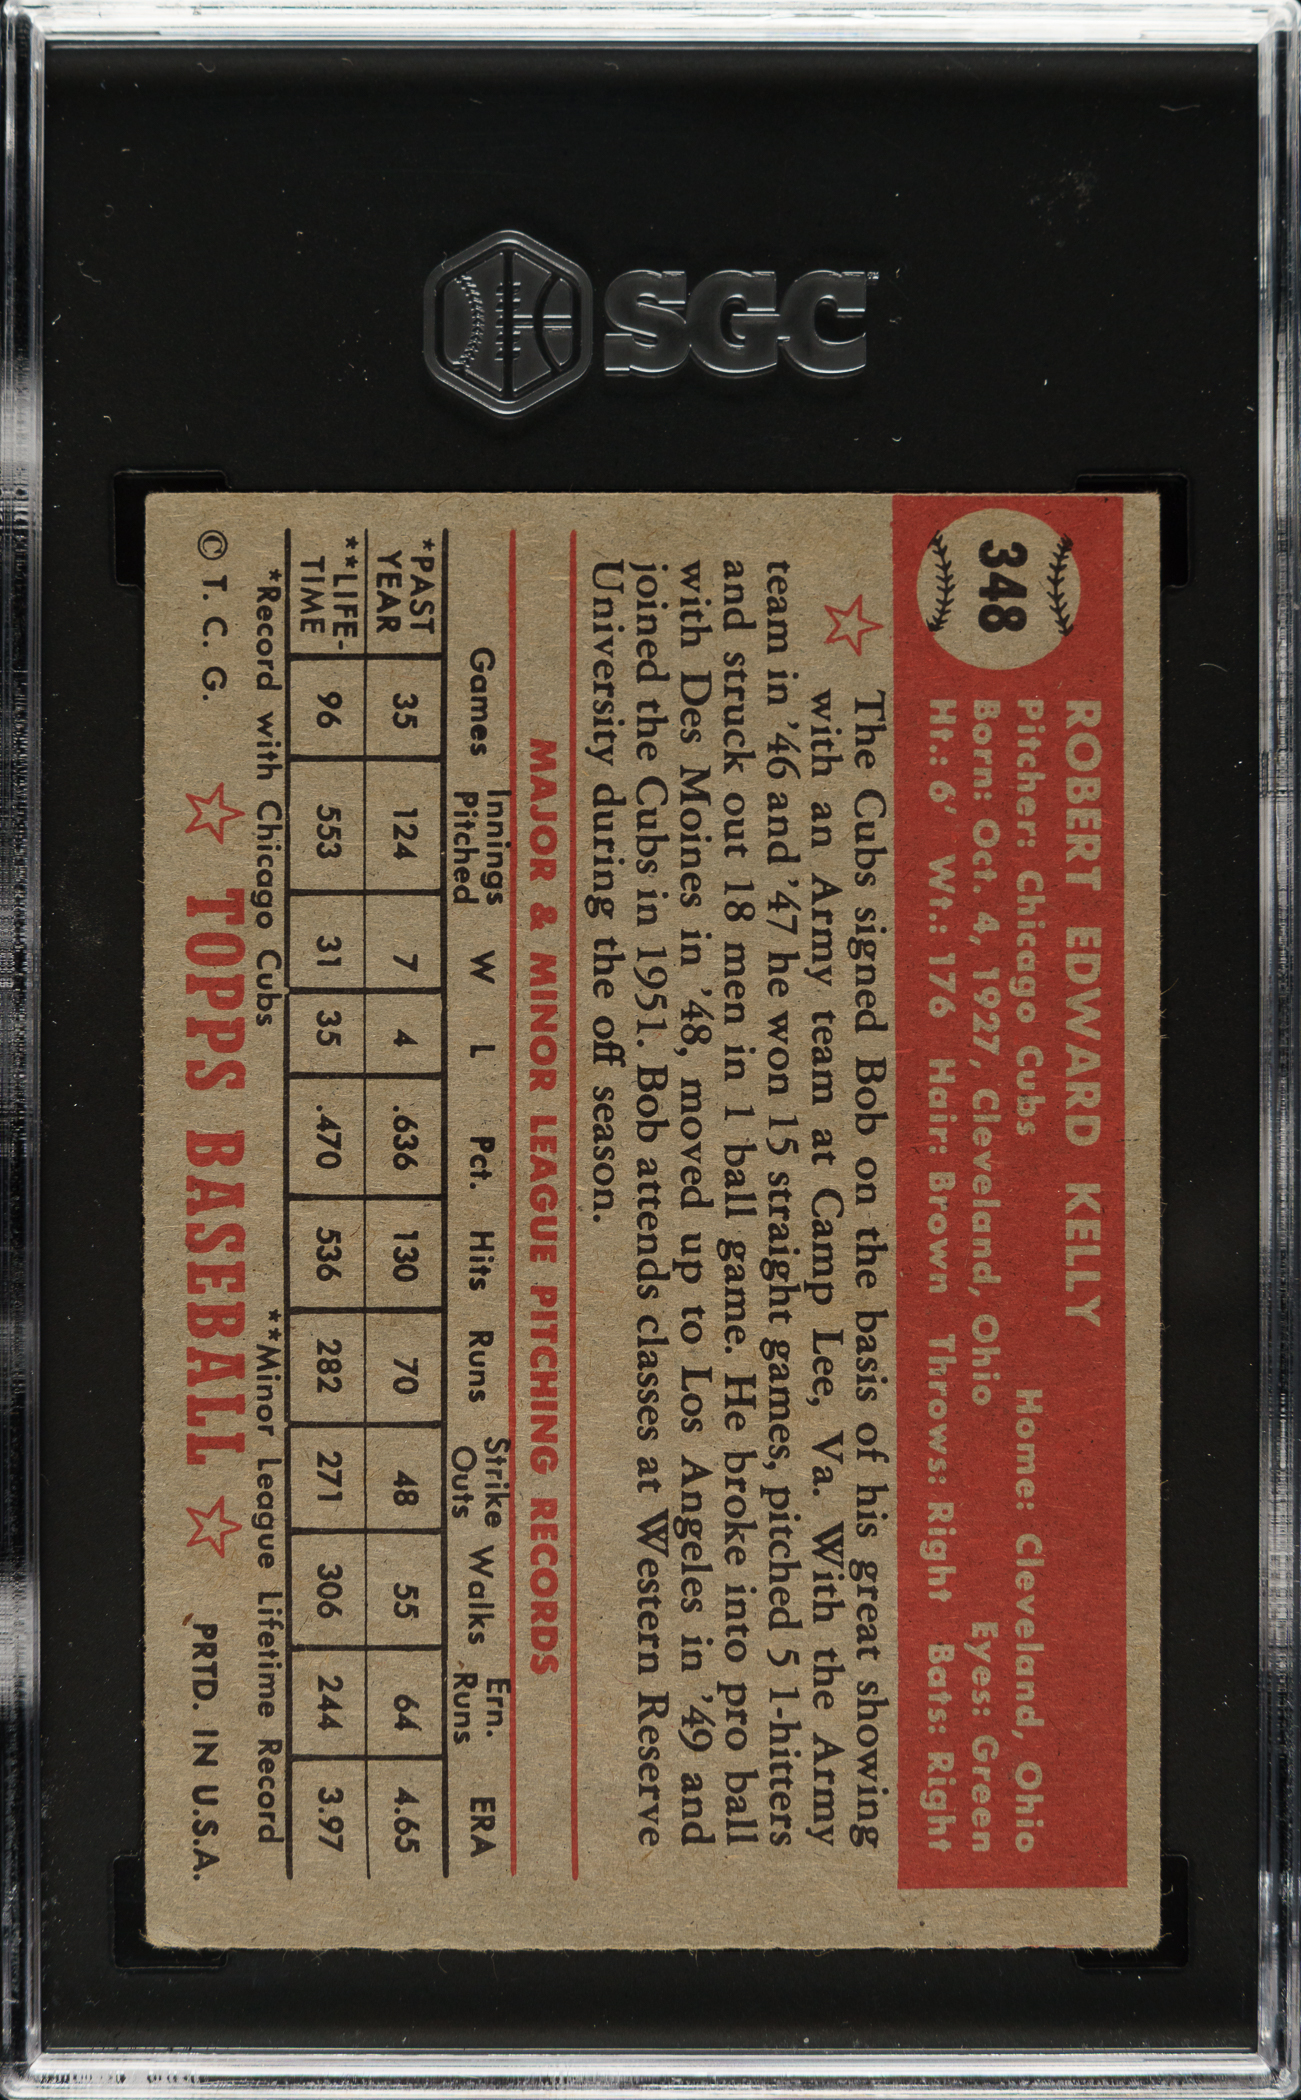 SGC
™
348
ROBERT EDWARD KELLY
Pitcher: Chicago Cubs Home: Cleveland, Ohio
Born: Oct. 4, 1927, Cleveland, Ohio Eyes: Green
Ht.: 6' Wt.: 176 Hair: Brown Throws: Right Bats: Right
The Cubs signed Bob on the basis of his great showing
with an Army team at Camp Lee, Va. With the Army
team in '46 and '47 he won 15 straight games, pitched 5 1-hitters
and struck out 18 men in 1 ball game. He broke into pro ball
with Des Moines in '48, moved up to Los Angeles in '49 and
joined the Cubs in 1951. Bob attends classes at Western Reserve
University during the off season.
MAJOR & MINOR LEAGUE PITCHING RECORDS
Games Innings Pitched W L Pct. Hits Runs Strike Outs Walks Ern. Runs ERA
*PAST YEAR 35 124 7 4 .636 130 70 48 55 64 4.65
**LIFE-TIME 96 553 31 35 .470 536 282 271 306 244 3.97
*Record with Chicago Cubs **Minor League Lifetime Record
© T. C. G. TOPPS BASEBALL PRTD. IN U.S.A.